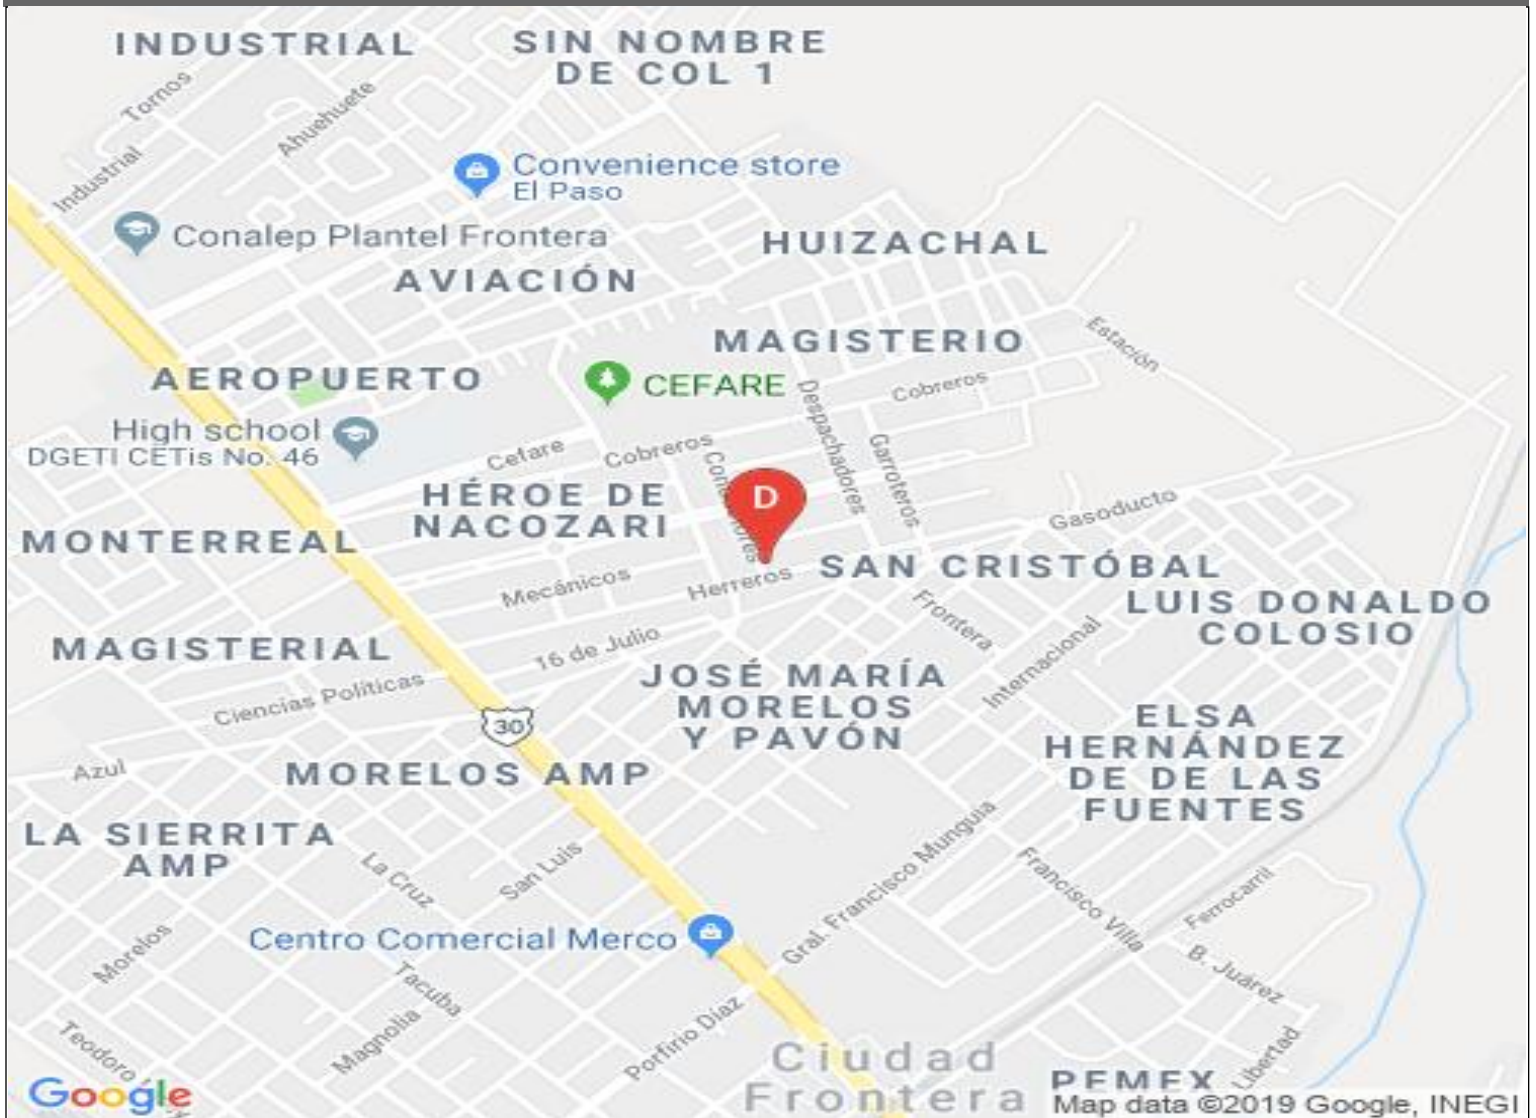 INDUSTRIAL
SIN NOMBRE
DE COL 1
Tornos
Ahuehuete
Industrial
Convenience store
El Paso
Conalep Plantel Frontera
HUIZACHAL
AVIACIÓN
MAGISTERIO
Estación
AEROPUERTO
CEFARE
Cobreros
Despachadores
High school
DGETI CETis No. 46
Cefare
Cobreros
Garroteros
HÉROE DE
NACOZARI
D
Gasoducto
MONTERREAL
Mecánicos
Herreros
SAN CRISTÓBAL
LUIS DONALDO
COLOSIO
Frontera
Internacional
MAGISTERIAL
16 de Julio
JOSÉ MARÍA
MORELOS
Y PAVÓN
Ciencias Políticas
30
ELSA
HERNÁNDEZ
DE DE LAS
FUENTES
Azul
MORELOS AMP
LA SIERRITA
AMP
La Cruz
San Luis
Gral. Francisco Munguia
Francisco Villa
Ferrocarril
Centro Comercial Merco
Morelos
Tacuba
B. Juárez
Magnolia
Porfirio Diaz
Teodoro
Libertad
Ciudad
Frontera
PEMEX
Google
Map data ©2019 Google, INEGI